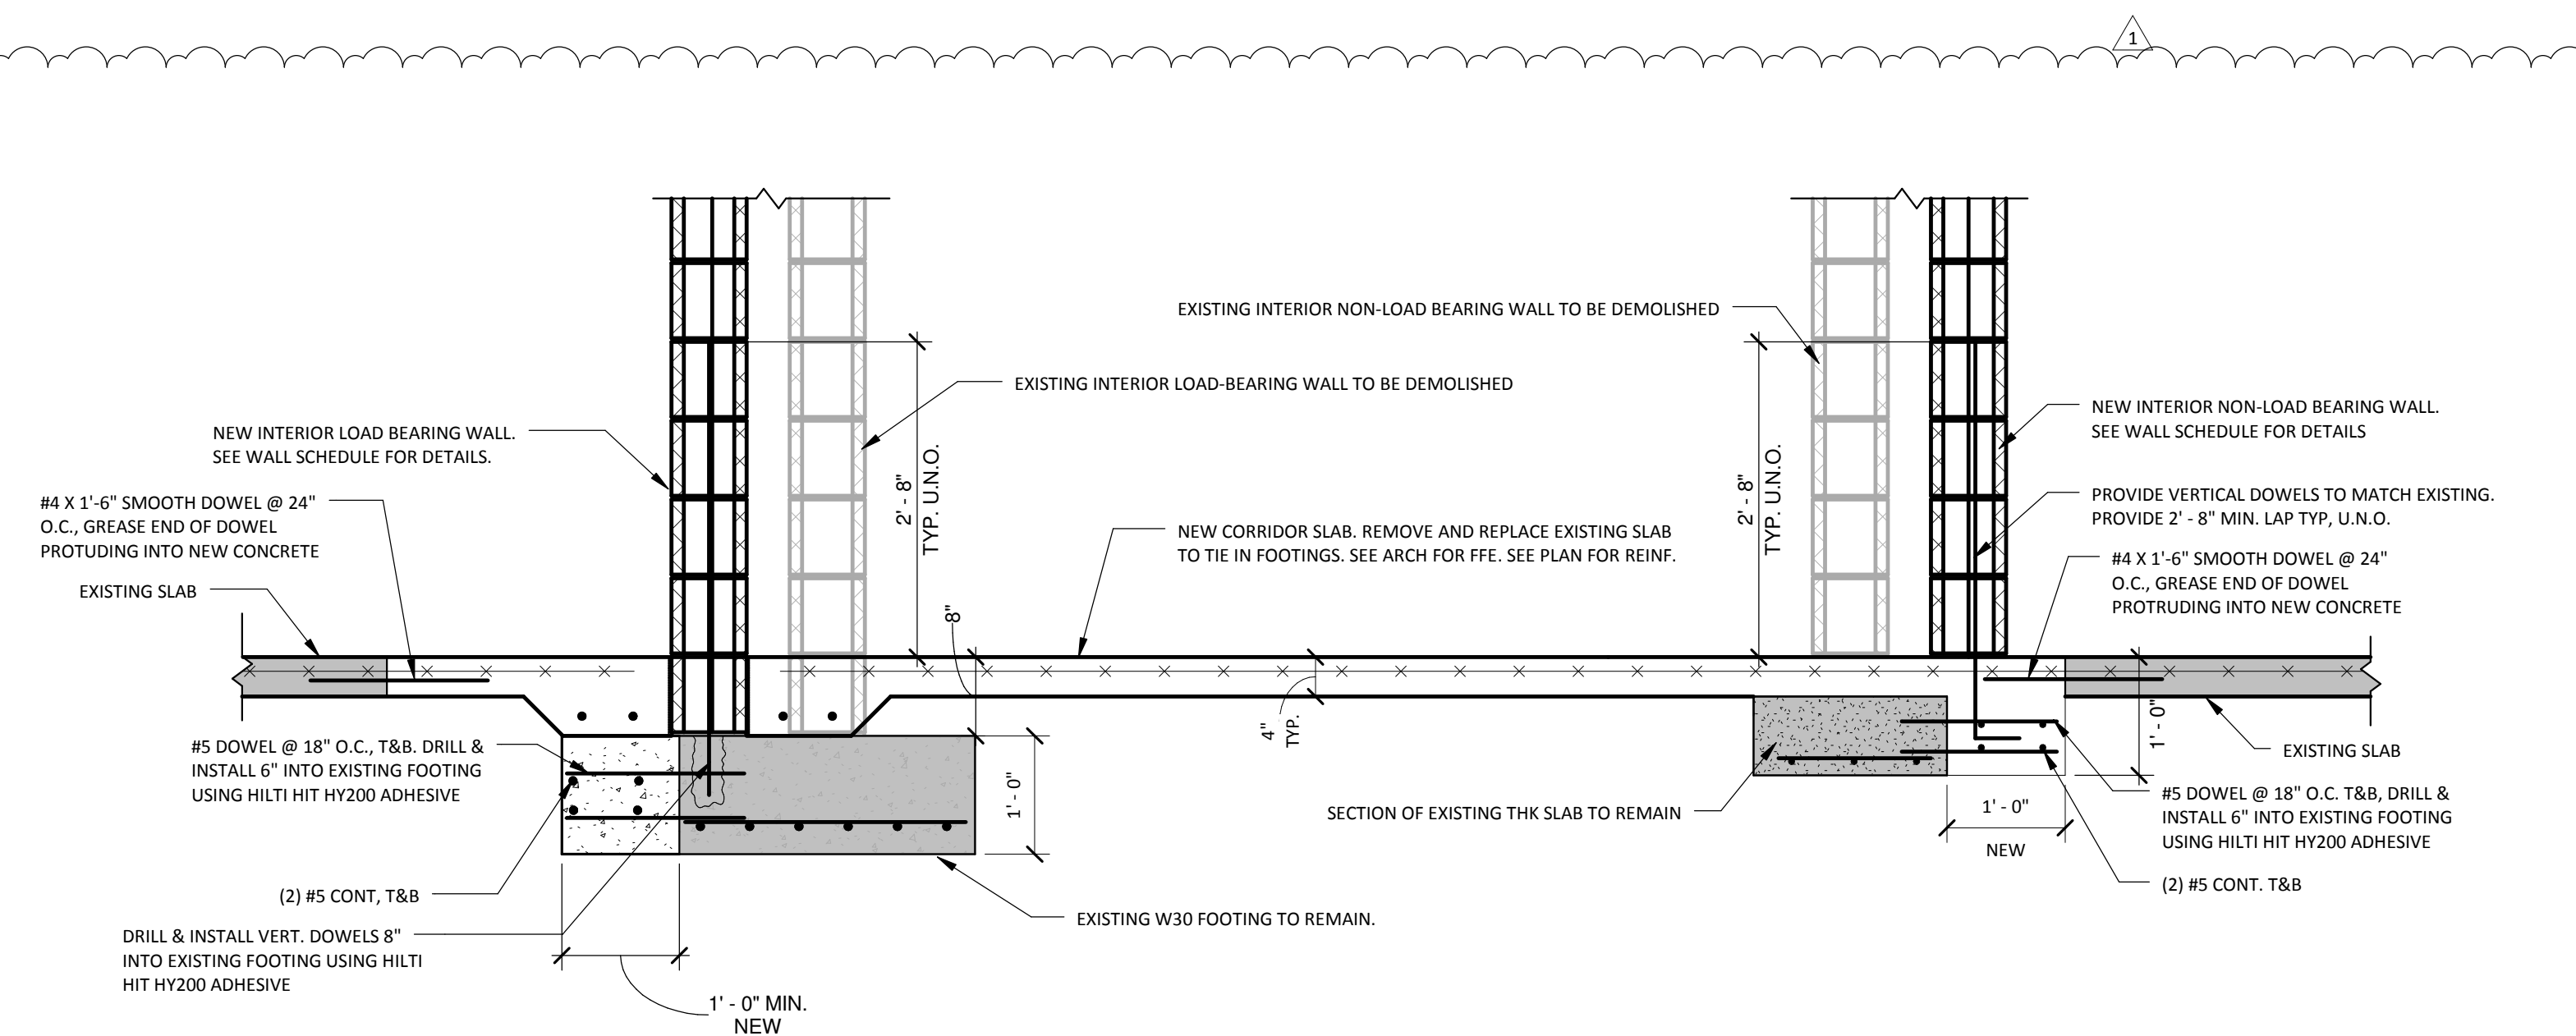 1
EXISTING INTERIOR NON-LOAD BEARING WALL TO BE DEMOLISHED
EXISTING INTERIOR LOAD-BEARING WALL TO BE DEMOLISHED
NEW INTERIOR LOAD BEARING WALL.
SEE WALL SCHEDULE FOR DETAILS.
NEW INTERIOR NON-LOAD BEARING WALL.
SEE WALL SCHEDULE FOR DETAILS
#4 X 1'-6" SMOOTH DOWEL @ 24"
O.C., GREASE END OF DOWEL
PROTUDING INTO NEW CONCRETE
EXISTING SLAB
2' - 8"
TYP. U.N.O.
NEW CORRIDOR SLAB. REMOVE AND REPLACE EXISTING SLAB
TO TIE IN FOOTINGS. SEE ARCH FOR FFE. SEE PLAN FOR REINF.
2' - 8"
TYP. U.N.O.
PROVIDE VERTICAL DOWELS TO MATCH EXISTING.
PROVIDE 2' - 8" MIN. LAP TYP, U.N.O.
#4 X 1'-6" SMOOTH DOWEL @ 24"
O.C., GREASE END OF DOWEL
PROTRUDING INTO NEW CONCRETE
8"
4"
TYP.
1' - 0"
#5 DOWEL @ 18" O.C., T&B. DRILL &
INSTALL 6" INTO EXISTING FOOTING
USING HILTI HIT HY200 ADHESIVE
1' - 0"
EXISTING SLAB
SECTION OF EXISTING THK SLAB TO REMAIN
1' - 0"
NEW
#5 DOWEL @ 18" O.C. T&B, DRILL &
INSTALL 6" INTO EXISTING FOOTING
USING HILTI HIT HY200 ADHESIVE
(2) #5 CONT. T&B
(2) #5 CONT, T&B
EXISTING W30 FOOTING TO REMAIN.
DRILL & INSTALL VERT. DOWELS 8"
INTO EXISTING FOOTING USING HILTI
HIT HY200 ADHESIVE
1' - 0" MIN.
NEW